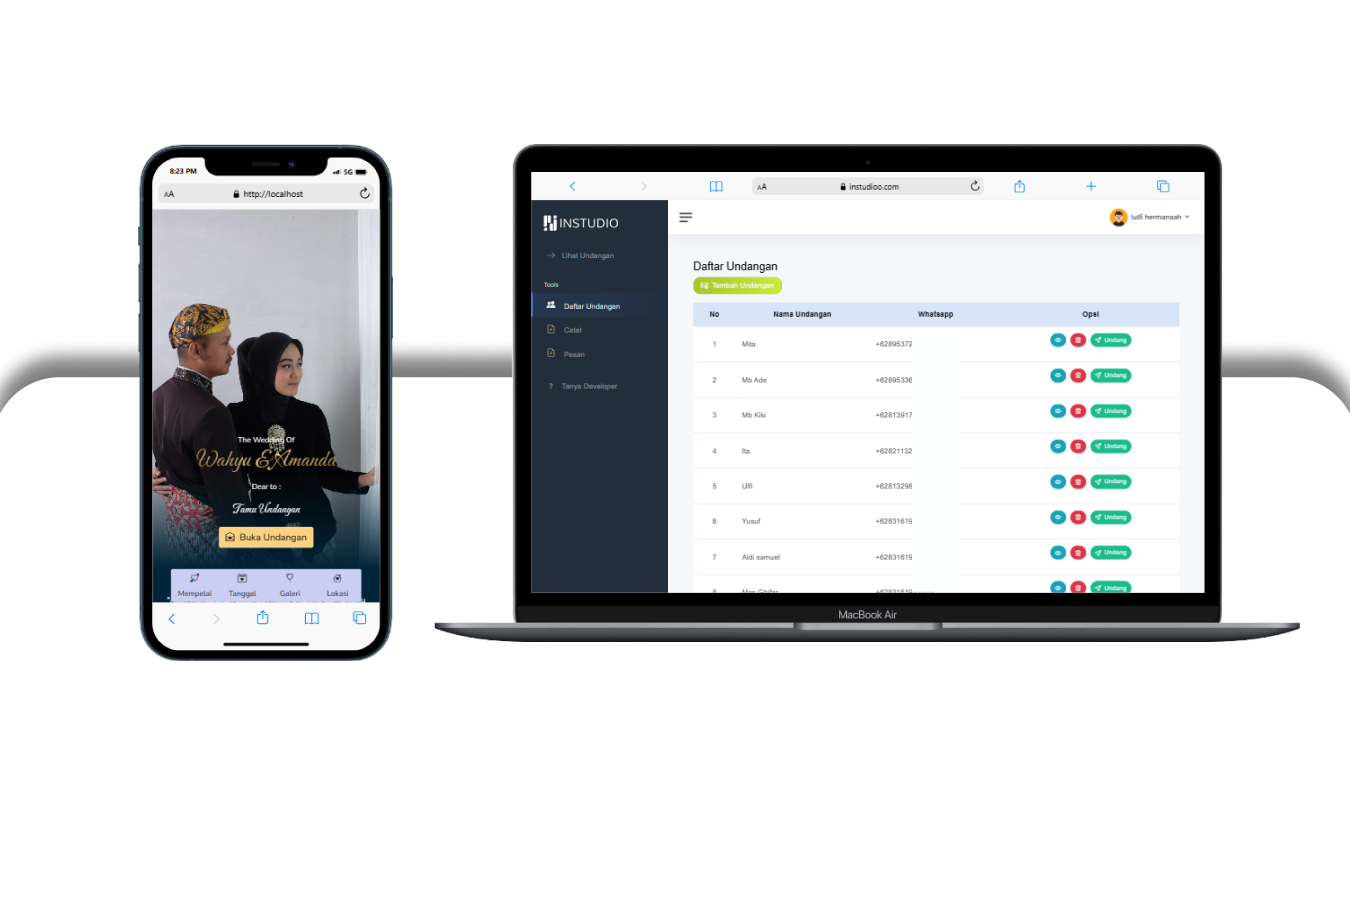 8:23 PM
5G
AA
http://localhost
The Wedding Of
Wahyu & Amanda
Dear to :
Tamu Undangan
Buka Undangan
Mempelai
Tanggal
Galeri
Lokasi
AA
instudioo.com
INSTUDIO
lutfi hermansah
Lihat Undangan
Tools
Daftar Undangan
Catat
Pesan
? Tanya Developer
Daftar Undangan
Tambah Undangan
No Nama Undangan Whatsapp Opsi
1 Mita +62895372 Undang
2 Mb Ade +62895336 Undang
3 Mb Kiki +62813917 Undang
4 Ita +62821132 Undang
5 Ulfi +62813298 Undang
6 Yusuf +62831619 Undang
7 Aldi samuel +62831619 Undang
8 Mas Ghifar +62831619 Undang
MacBook Air